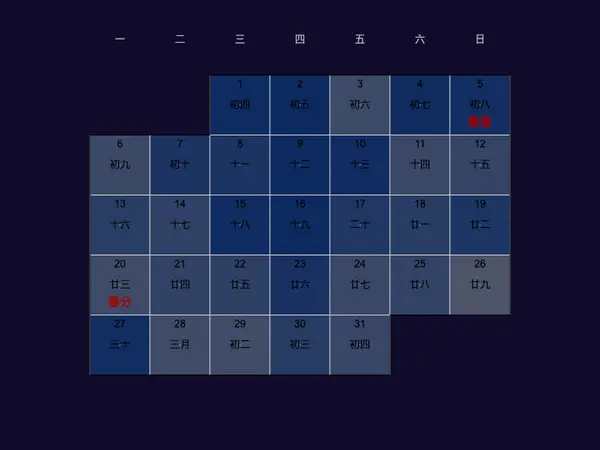 一 二 三 四 五 六 日
1 2 3 4 5
初四 初五 初六 初七 初八
6 7 8 9 10 11 12
初九 初十 十一 十二 十三 十四 十五
13 14 15 16 17 18 19
十六 十七 十八 十九 二十 廿一 廿二
20 21 22 23 24 25 26
廿三 廿四 廿五 廿六 廿七 廿八 廿九
春分
27 28 29 30 31
三十 三月 初二 初三 初四